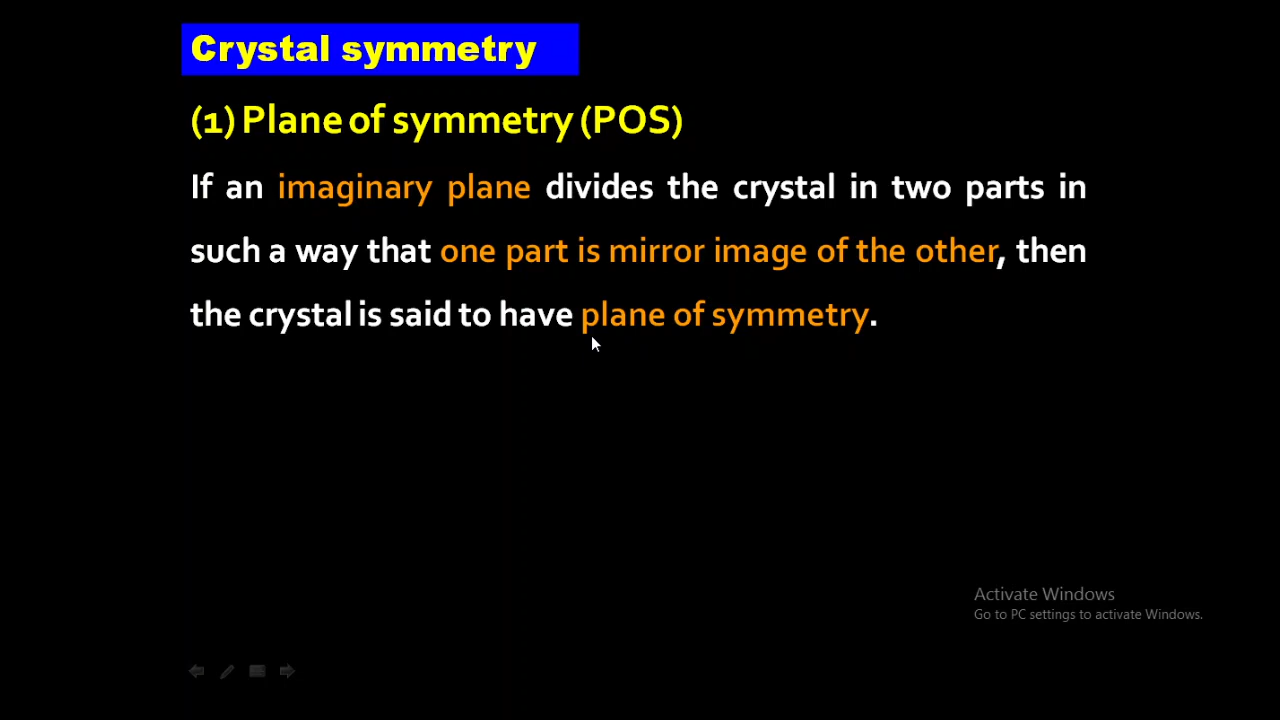 Crystal symmetry
(1) Plane of symmetry (POS)
If an imaginary plane divides the crystal in two parts in
such a way that one part is mirror image of the other, then
the crystal is said to have plane of symmetry.
Activate Windows
Go to PC settings to activate Windows.